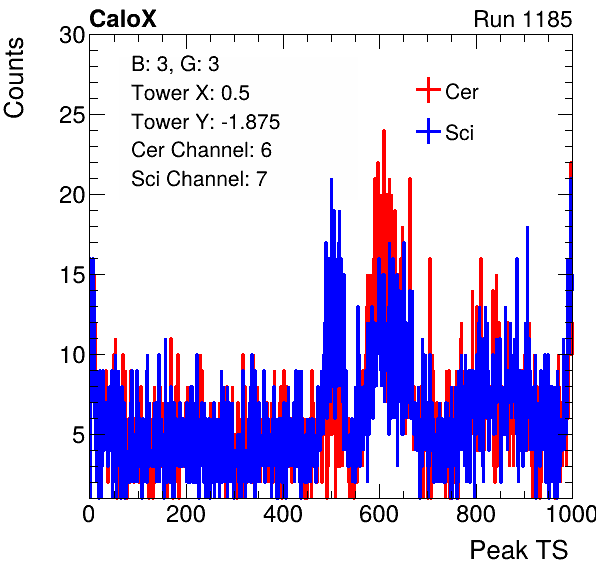 CaloX
Run 1185
Counts
30
25
20
15
10
5
B: 3, G: 3
Tower X: 0.5
Tower Y: -1.875
Cer Channel: 6
Sci Channel: 7
Cer
Sci
0
200
400
600
800
1000
Peak TS